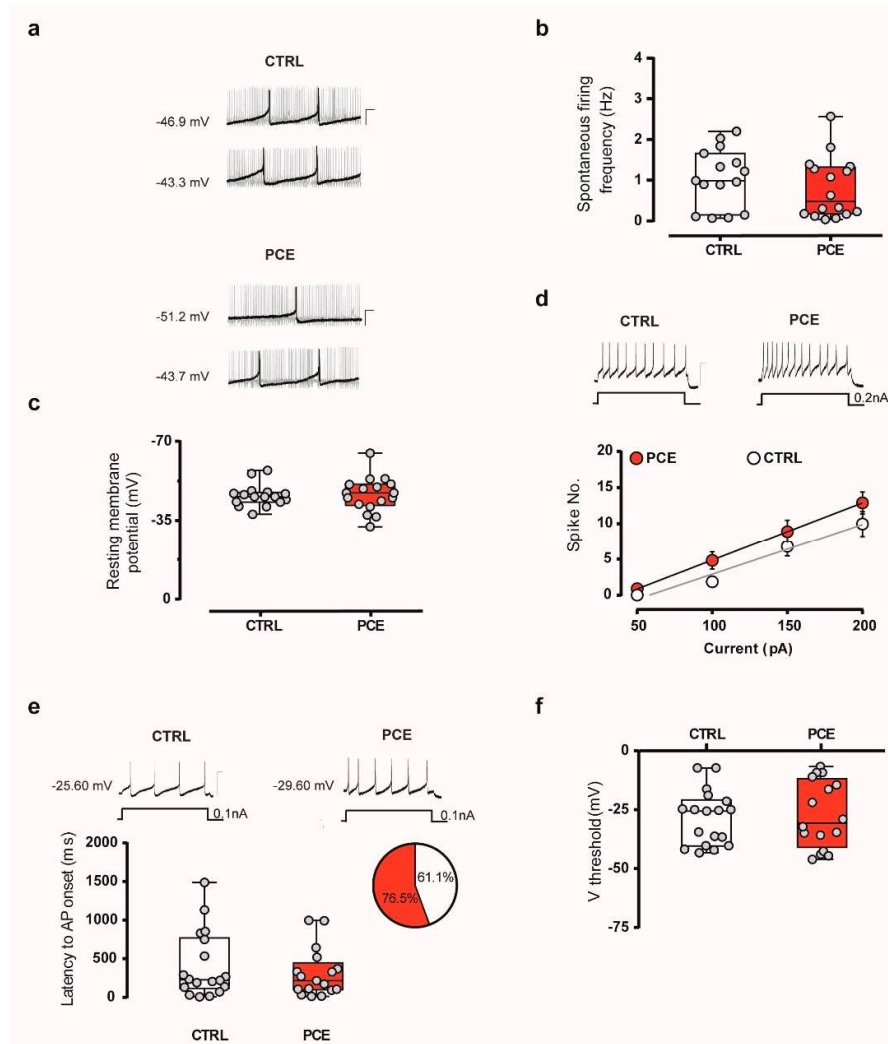 a
CTRL
-46.9 mV
-43.3 mV
PCE
-51.2 mV
-43.7 mV
b
Spontaneous firing
frequency (Hz)
4
3
2
1
0
CTRL
PCE
c
Resting membrane
potential (mV)
-70
-35
0
CTRL
PCE
d
CTRL
PCE
0.2nA
Spike No.
20
15
10
5
0
PCE
CTRL
50
100
150
200
Current (pA)
e
CTRL
PCE
-25.60 mV
0.1nA
-29.60 mV
0.1nA
Latency to AP onset (ms)
2000
1500
1000
500
0
61.1%
76.5%
CTRL
PCE
f
CTRL
PCE
V threshold (mV)
0
-25
-50
-75